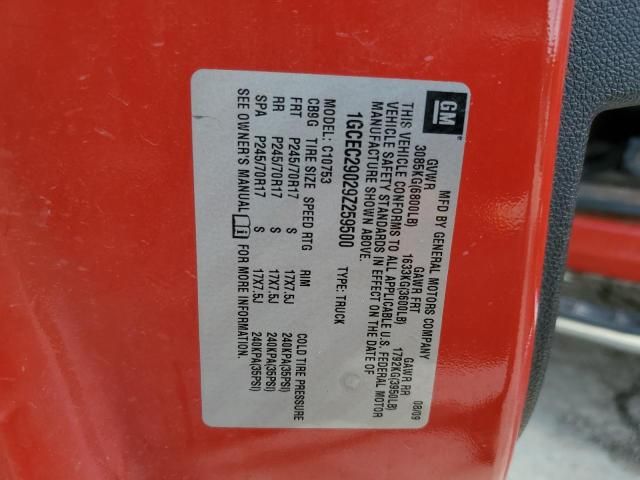 GM
MFD BY GENERAL MOTORS COMPANY
08/09
GVWR GAWR FRT GAWR RR
3085KG(6800LB) 1633KG(3600LB) 1792KG(3950LB)
THIS VEHICLE CONFORMS TO ALL APPLICABLE U.S. FEDERAL MOTOR
VEHICLE SAFETY STANDARDS IN EFFECT ON THE DATE OF
MANUFACTURE SHOWN ABOVE.
1GCEC29029Z259500 TYPE: TRUCK
MODEL: C10753
CB9G TIRE SIZE SPEED RTG RIM COLD TIRE PRESSURE
FRT P245/70R17 S 17X7.5J 240KPA(35PSI)
RR P245/70R17 S 17X7.5J 240KPA(35PSI)
SPA P245/70R17 S 17X7.5J 240KPA(35PSI)
SEE OWNER'S MANUAL FOR MORE INFORMATION.